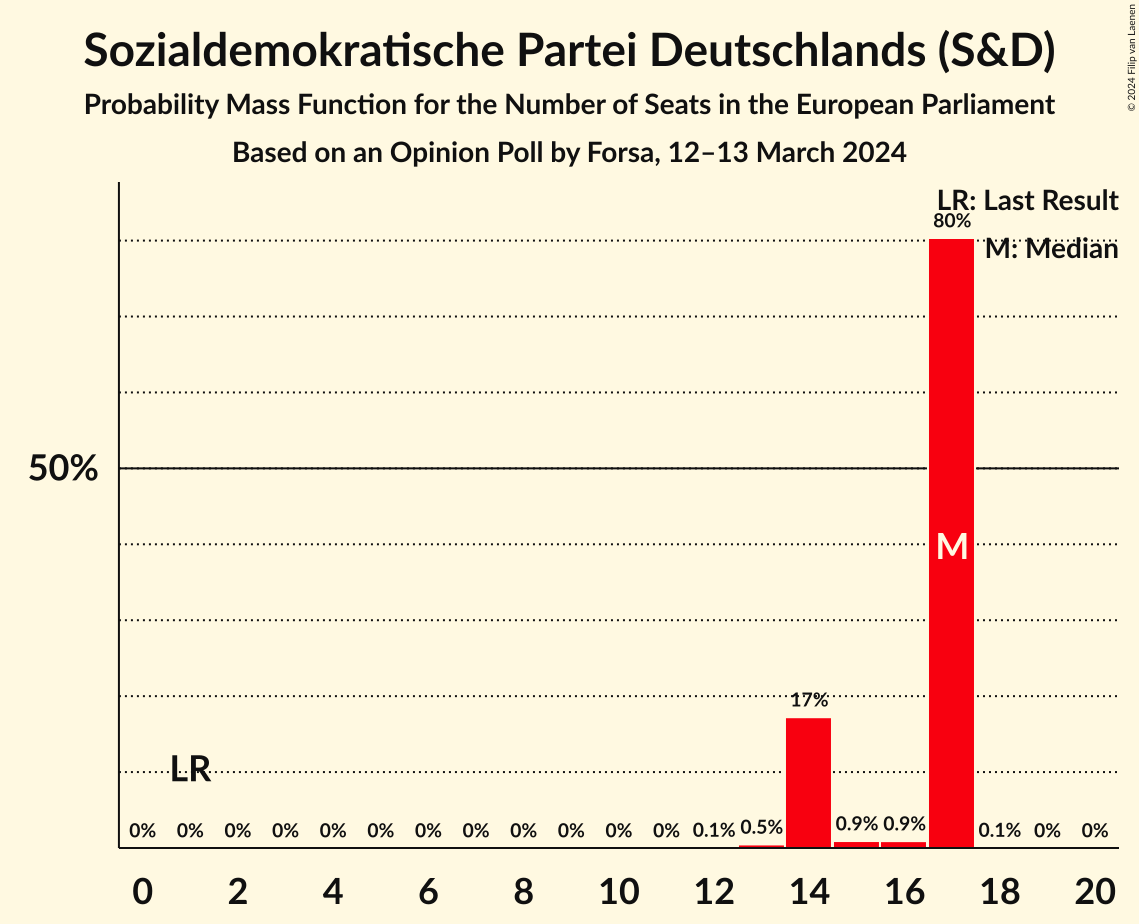 Sozialdemokratische Partei Deutschlands (S&D)
Probability Mass Function for the Number of Seats in the European Parliament
Based on an Opinion Poll by Forsa, 12–13 March 2024
© 2024 Filip van Laenen
LR: Last Result
80%
M: Median
50%
M
17%
LR
0% 0% 0% 0% 0% 0% 0% 0% 0% 0% 0% 0% 0.1% 0.5% 0.9% 0.9% 0.1% 0% 0%
0 2 4 6 8 10 12 14 16 18 20